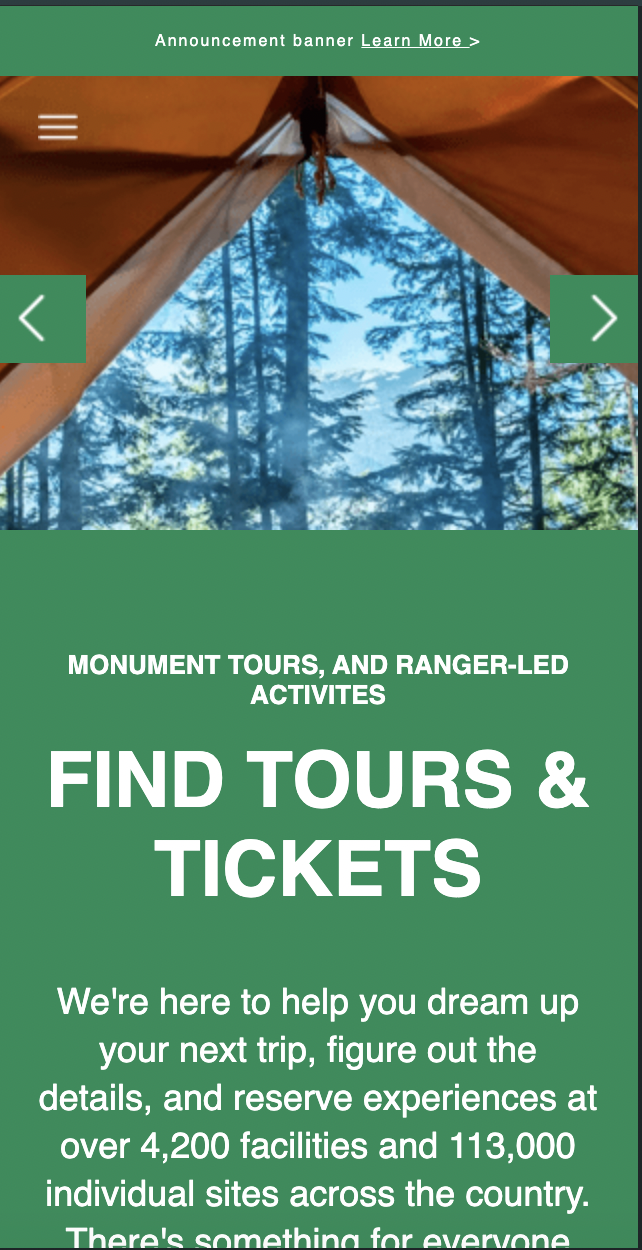 Announcement banner Learn More >
MONUMENT TOURS, AND RANGER-LED
ACTIVITES
FIND TOURS &
TICKETS
We're here to help you dream up
your next trip, figure out the
details, and reserve experiences at
over 4,200 facilities and 113,000
individual sites across the country.
There's something for everyone